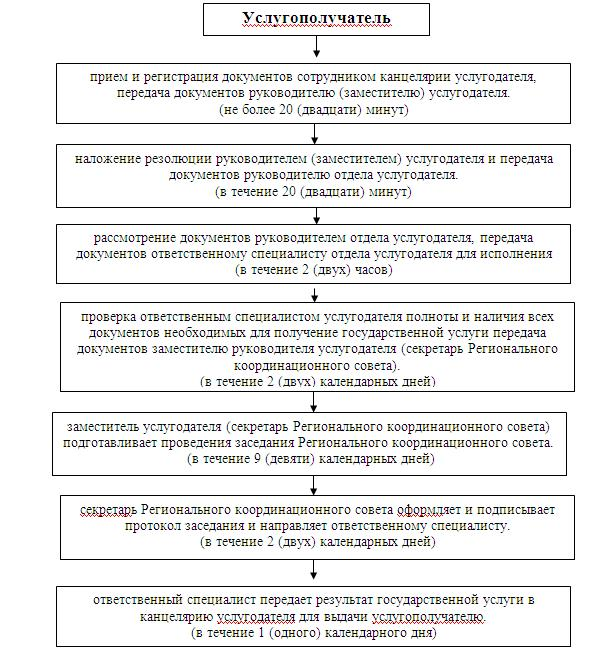 Услугополучатель
прием и регистрация документов сотрудником канцелярии услугодателя,
передача документов руководителю (заместителю) услугодателя.
(не более 20 (двадцати) минут)
наложение резолюции руководителем (заместителем) услугодателя и передача
документов руководителю отдела услугодателя.
(в течение 20 (двадцати) минут)
рассмотрение документов руководителем отдела услугодателя, передача
документов ответственному специалисту отдела услугодателя для исполнения
(в течение 2 (двух) часов)
проверка ответственным специалистом услугодателя полноты и наличия всех
документов необходимых для получение государственной услуги передача
документов заместителю руководителя услугодателя (секретарь Регионального
координационного совета).
(в течение 2 (двух) календарных дней)
заместитель услугодателя (секретарь Регионального координационного совета)
подготавливает проведения заседания Регионального координационного совета.
(в течение 9 (девяти) календарных дней)
секретарь Регионального координационного совета оформляет и подписывает
протокол заседания и направляет ответственному специалисту.
(в течение 2 (двух) календарных дней)
ответственный специалист передает результат государственной услуги в
канцелярию услугодателя для выдачи услугополучателю.
(в течение 1 (одного) календарного дня)